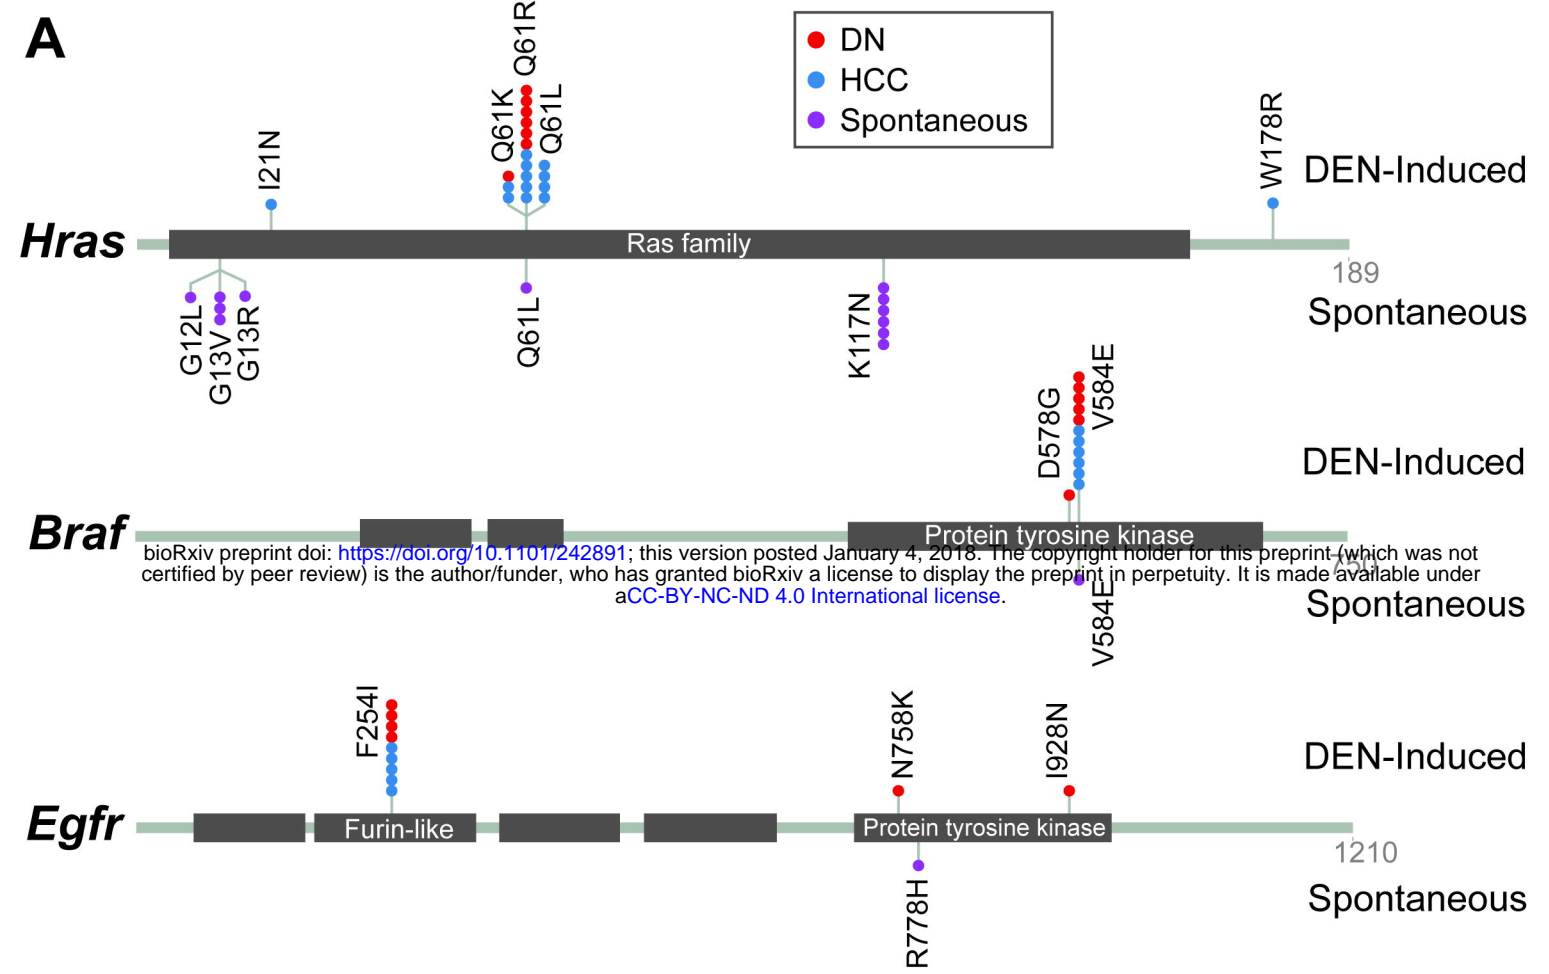 A
DN
HCC
Spontaneous
Q61K
Q61R
Q61L
I21N
W178R
DEN-Induced
Hras
Ras family
189
G12L
G13V
G13R
Q61L
K117N
Spontaneous
D578G
V584E
DEN-Induced
Braf
Protein tyrosine kinase
bioRxiv preprint doi: https://doi.org/10.1101/242891; this version posted January 4, 2018. The copyright holder for this preprint (which was not
certified by peer review) is the author/funder, who has granted bioRxiv a license to display the preprint in perpetuity. It is made available under
aCC-BY-NC-ND 4.0 International license.
750
V584E
Spontaneous
F254I
N758K
I928N
DEN-Induced
Egfr
Furin-like
Protein tyrosine kinase
1210
R778H
Spontaneous